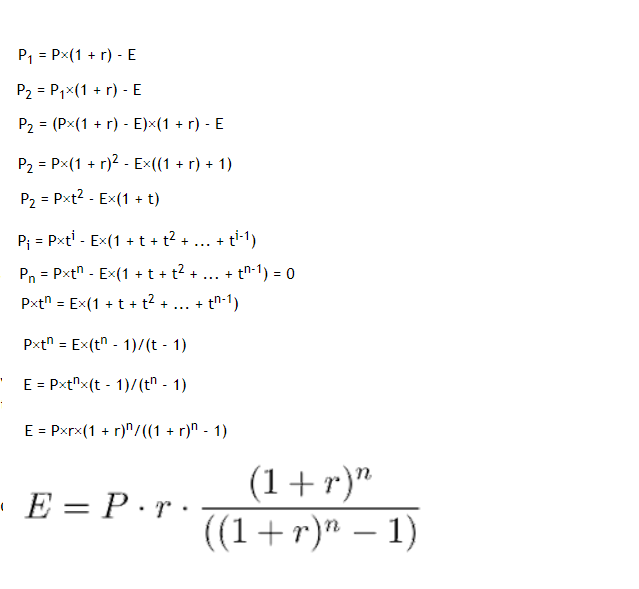 P₁ = P×(1 + r) - E
P₂ = P₁×(1 + r) - E
P₂ = (P×(1 + r) - E)×(1 + r) - E
P₂ = P×(1 + r)² - E×((1 + r) + 1)
P₂ = P×t² - E×(1 + t)
Pᵢ = P×tⁱ - E×(1 + t + t² + ... + tⁱ⁻¹)
Pₙ = P×tⁿ - E×(1 + t + t² + ... + tⁿ⁻¹) = 0
P×tⁿ = E×(1 + t + t² + ... + tⁿ⁻¹)
P×tⁿ = E×(tⁿ - 1)/(t - 1)
E = P×tⁿ×(t - 1)/(tⁿ - 1)
E = P×r×(1 + r)ⁿ/((1 + r)ⁿ - 1)
E = P · r · (1 + r)ⁿ / ((1 + r)ⁿ − 1)